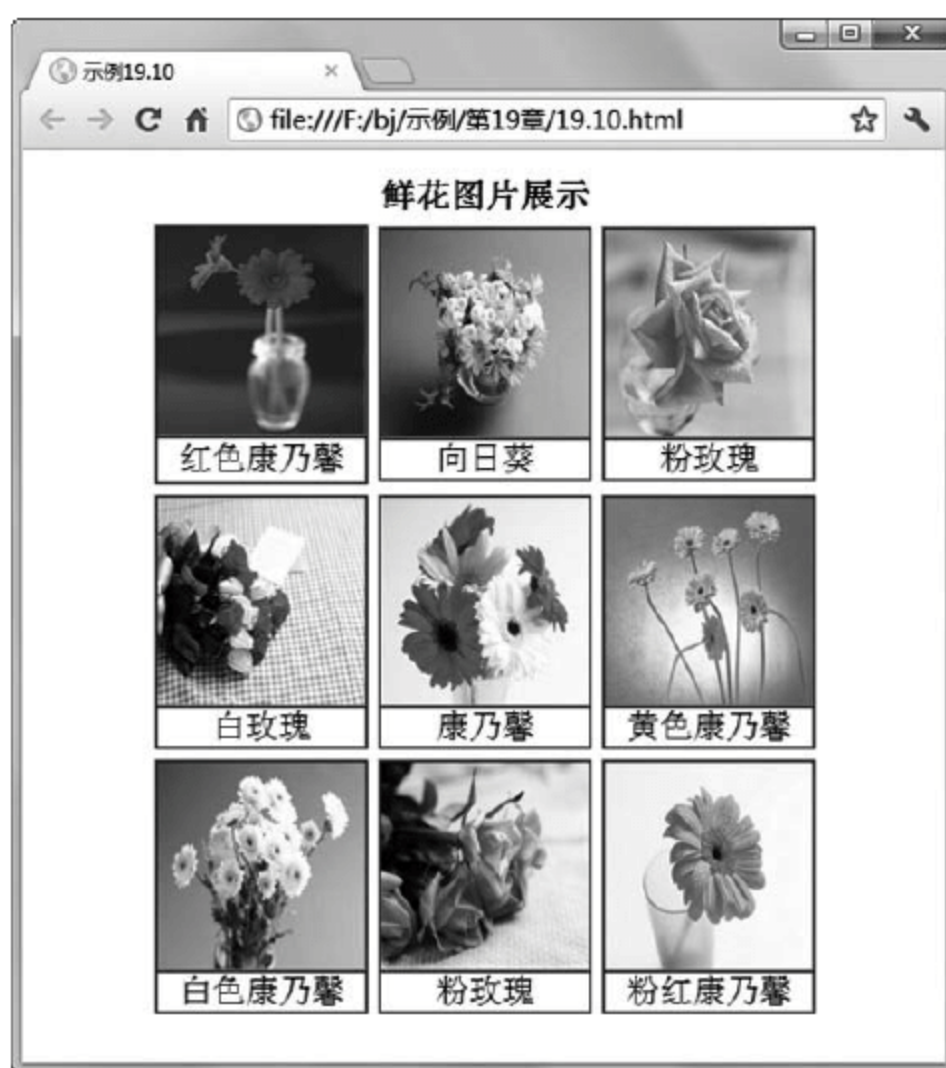 示例19.10
file:///F:/bj/示例/第19章/19.10.html
鲜花图片展示
红色康乃馨 向日葵 粉玫瑰
白玫瑰 康乃馨 黄色康乃馨
白色康乃馨 粉玫瑰 粉红康乃馨